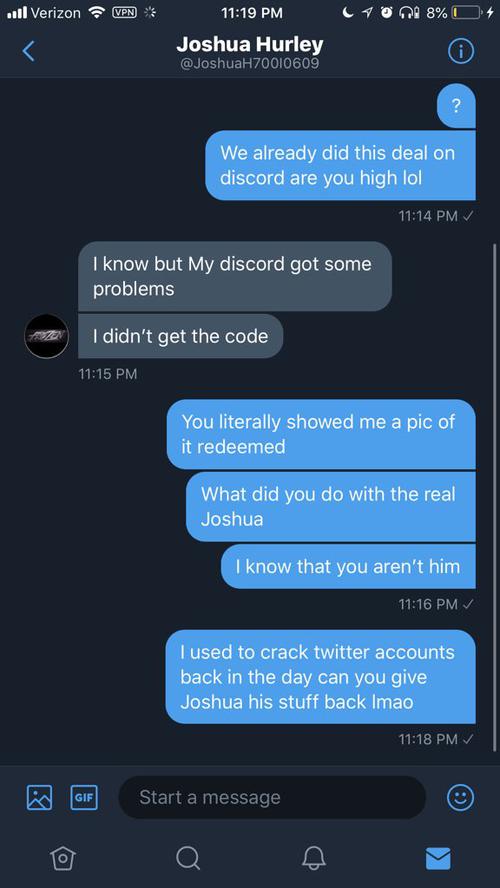 Verizon VPN 11:19 PM 8%
Joshua Hurley
@JoshuaH70010609
?
We already did this deal on
discord are you high lol
11:14 PM ✓
I know but My discord got some
problems
I didn't get the code
11:15 PM
You literally showed me a pic of
it redeemed
What did you do with the real
Joshua
I know that you aren't him
11:16 PM ✓
I used to crack twitter accounts
back in the day can you give
Joshua his stuff back lmao
11:18 PM ✓
GIF Start a message